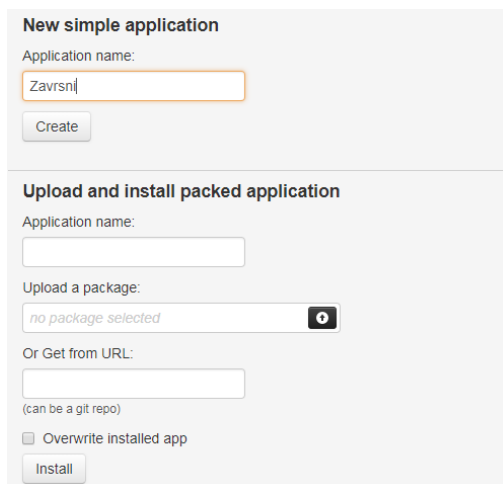 New simple application
Application name:
Zavrsni
Create
Upload and install packed application
Application name:
Upload a package:
no package selected
Or Get from URL:
(can be a git repo)
Overwrite installed app
Install